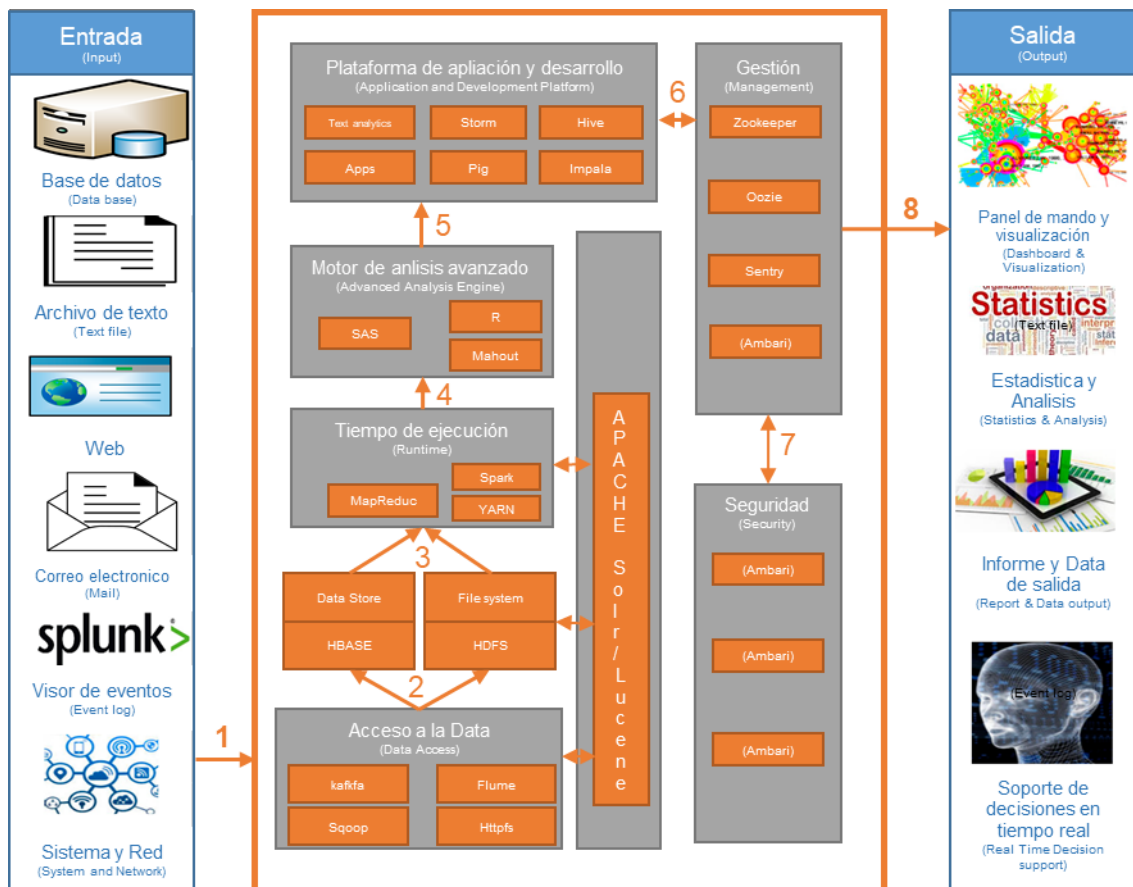 Entrada
(Input)
Base de datos
(Data base)
Archivo de texto
(Text file)
Web
Correo electronico
(Mail)
splunk>
Visor de eventos
(Event log)
Sistema y Red
(System and Network)
1
Plataforma de apliación y desarrollo
(Application and Development Platform)
Text analytics
Storm
Hive
Apps
Pig
Impala
5
Motor de anlisis avanzado
(Advanced Analysis Engine)
SAS
R
Mahout
4
Tiempo de ejecución
(Runtime)
MapReduc
Spark
YARN
3
Data Store
File system
HBASE
HDFS
2
Acceso a la Data
(Data Access)
kafkfa
Flume
Sqoop
Httpfs
APACHE Solr/Lucene
6
Gestión
(Management)
Zookeeper
Oozie
Sentry
(Ambari)
7
Seguridad
(Security)
(Ambari)
(Ambari)
(Ambari)
8
Salida
(Output)
Panel de mando y
visualización
(Dashboard &
Visualization)
Statistics
(Text file)
data
interpr
Estadistica y
Analisis
(Statistics & Analysis)
Informe y Data
de salida
(Report & Data output)
(Event log)
Soporte de
decisiones en
tiempo real
(Real Time Decision
support)